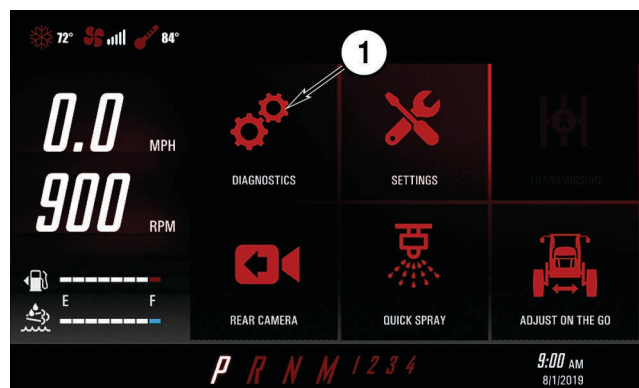 72° 84°
1
0.0 MPH
900 RPM
E F
DIAGNOSTICS SETTINGS TRANSMISSION
REAR CAMERA QUICK SPRAY ADJUST ON THE GO
P R N M 1 2 3 4
9:00 AM
8/1/2019